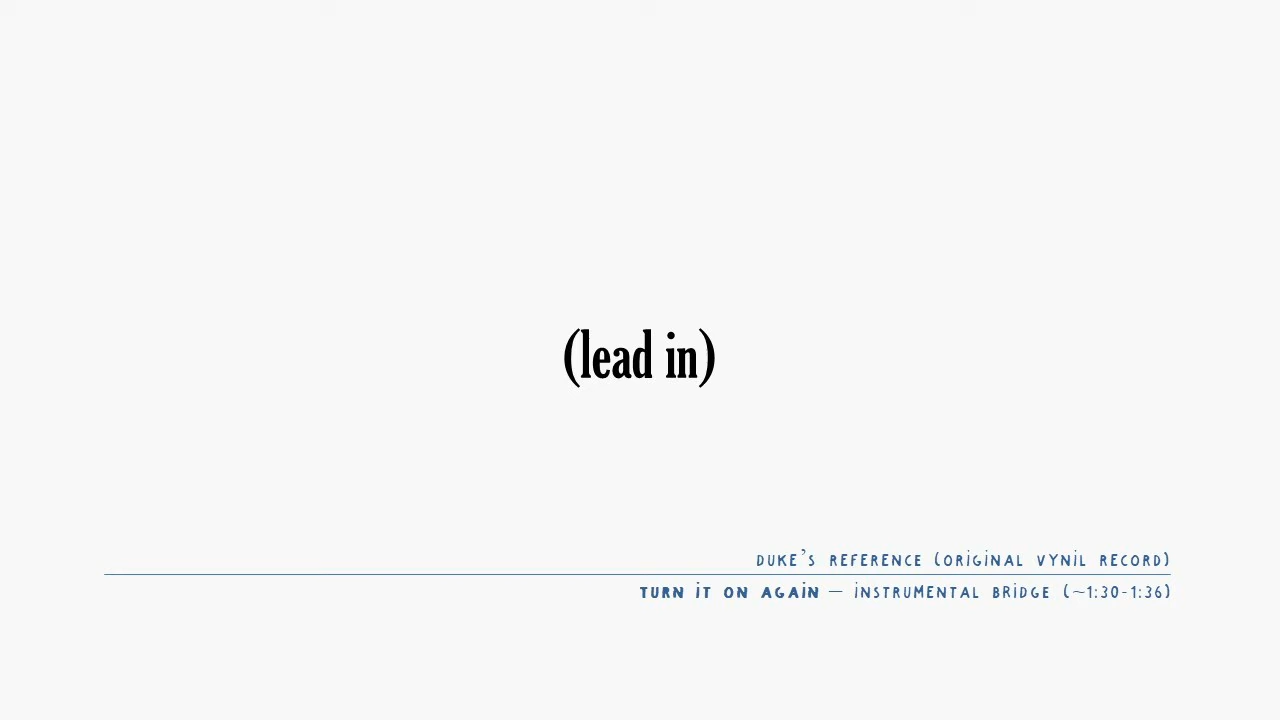 (lead in)
DUKE'S REFERENCE (ORIGINAL VYNIL RECORD)
TURN IT ON AGAIN — INSTRUMENTAL BRIDGE (~1:30-1:36)